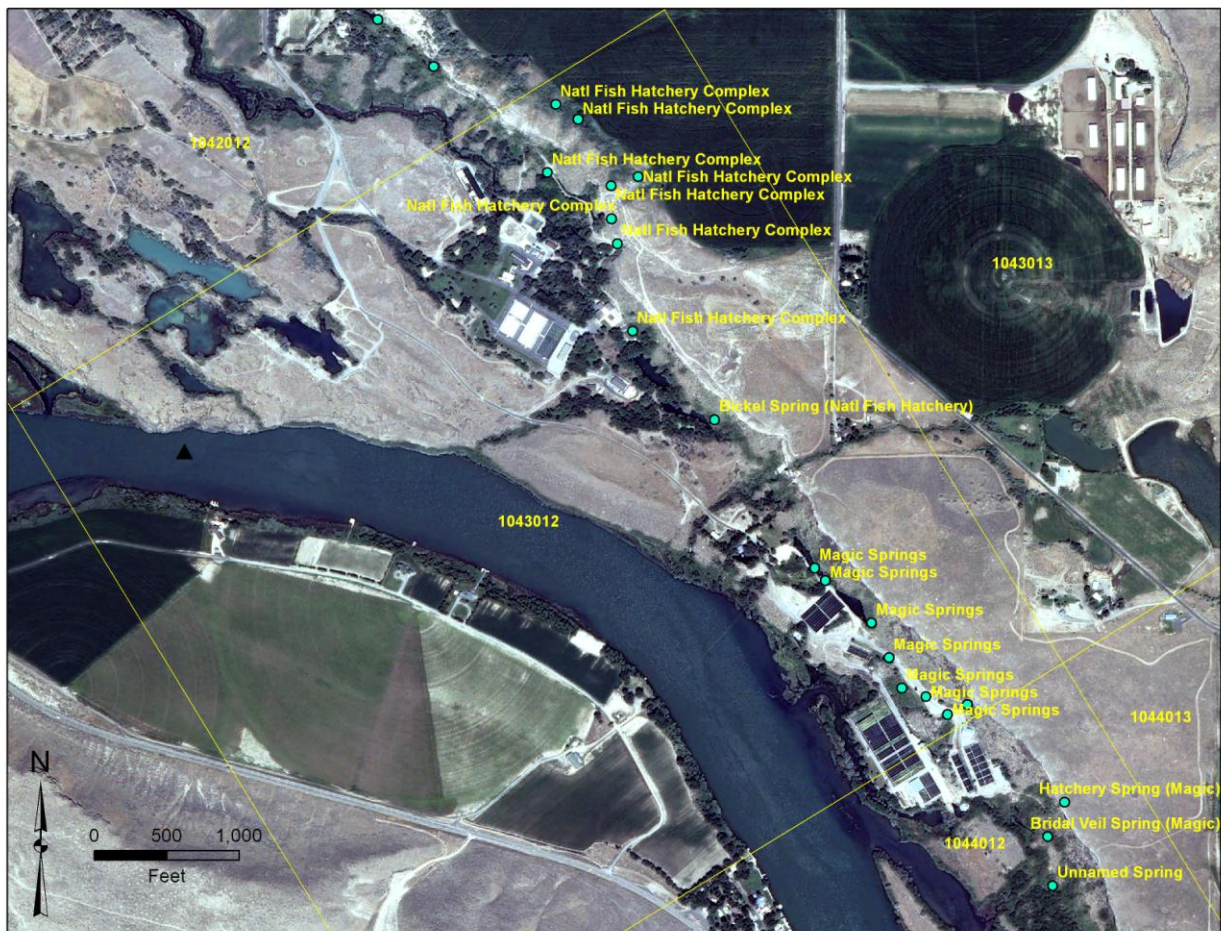 Natl Fish Hatchery Complex
Natl Fish Hatchery Complex
1042012
Natl Fish Hatchery Complex
Natl Fish Hatchery Complex
Natl Fish Hatchery Complex
Natl Fish Hatchery Complex
Natl Fish Hatchery Complex
1043013
Natl Fish Hatchery Complex
Bickel Spring (Natl Fish Hatchery)
1043012
Magic Springs
Magic Springs
Magic Springs
Magic Springs
Magic Springs
Magic Springs
Magic Springs
1044013
N
Hatchery Spring (Magic)
0 500 1,000
Bridal Veil Spring (Magic)
1044012
Feet
Unnamed Spring